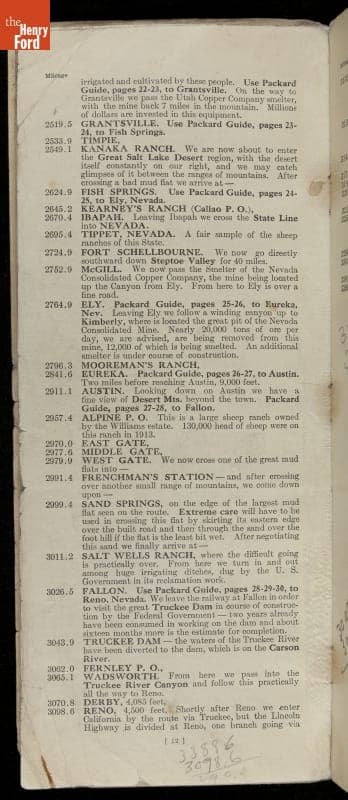 the
Henry
Ford
Mileage
irrigated and cultivated by these people. Use Packard
Guide, pages 22-23, to Grantsville. On the way to
Grantsville we pass the Utah Copper Company smelter,
with the mine back 7 miles in the mountain. Millions
of dollars are invested in this equipment.
2519.5 GRANTSVILLE. Use Packard Guide, pages 23-
24, to Fish Springs.
2533.9 TIMPIE,
2549.1 KANAKA RANCH. We are now about to enter
the Great Salt Lake Desert region, with the desert
itself constantly on our right, and we may catch
glimpses of it between the ranges of mountains. After
crossing a bad mud flat we arrive at —
2624.9 FISH SPRINGS. Use Packard Guide, pages 24-
25, to Ely, Nevada.
2645.2 KEARNEY'S RANCH (Callao P. O.),
2670.4 IBAPAH. Leaving Ibapah we cross the State Line
into NEVADA.
2695.4 TIPPET, NEVADA. A fair sample of the sheep
ranches of this State.
2724.9 FORT SCHELLBOURNE. We now go directly
southward down Steptoe Valley for 40 miles.
2752.9 McGILL. We now pass the Smelter of the Nevada
Consolidated Copper Company, the mine being located
up the Canyon from Ely. From here to Ely is over a
fine road.
2764.9 ELY. Packard Guide, pages 25-26, to Eureka,
Nev. Leaving Ely we follow a winding canyon up to
Kimberly, where is located the great pit of the Nevada
Consolidated Mine. Nearly 20,000 tons of ore per
day, we are advised, are being removed from this
mine, 12,000 of which is being smelted. An additional
smelter is under course of construction.
2796.3 MOOREMAN'S RANCH,
2841.6 EUREKA. Packard Guide, pages 26-27, to Austin.
Two miles before reaching Austin, 9,000 feet.
2911.1 AUSTIN. Looking down on Austin we have a
fine view of Desert Mts. beyond the town. Packard
Guide, pages 27-28, to Fallon.
2957.4 ALPINE P. O. This is a large sheep ranch owned
by the Williams estate. 130,000 head of sheep were on
this ranch in 1913.
2970.0 EAST GATE,
2977.6 MIDDLE GATE,
2979.9 WEST GATE. We now cross one of the great mud
flats into —
2991.4 FRENCHMAN'S STATION — and after crossing
over another small range of mountains, we come down
upon —
2999.4 SAND SPRINGS, on the edge of the largest mud
flat seen on the route. Extreme care will have to be
used in crossing this flat by skirting its eastern edge
over the built road and then through the sand over the
foot hill if the flat is the least bit wet. After negotiating
this sand we finally arrive at —
3011.2 SALT WELLS RANCH, where the difficult going
is practically over. From here we turn in and out
among huge irrigating ditches, dug by the U. S.
Government in its reclamation work.
3026.5 FALLON. Use Packard Guide, pages 28-29-30, to
Reno, Nevada. We leave the railway at Fallon in order
to visit the great Truckee Dam in course of construc-
tion by the Federal Government — two years already
have been consumed in working on the dam and about
sixteen months more is the estimate for completion.
3043.9 TRUCKEE DAM — the waters of the Truckee River
have been diverted to the dam, which is on the Carson
River.
3062.0 FERNLEY P. O.,
3065.1 WADSWORTH. From here we pass into the
Truckee River Canyon and follow this practically
all the way to Reno.
3070.8 DERBY, 4,085 feet,
3098.6 RENO, 4,500 feet. Shortly after Reno we enter
California by the route via Truckee, but the Lincoln
Highway is divided at Reno, one branch going via
[ 12 ]
3098.6